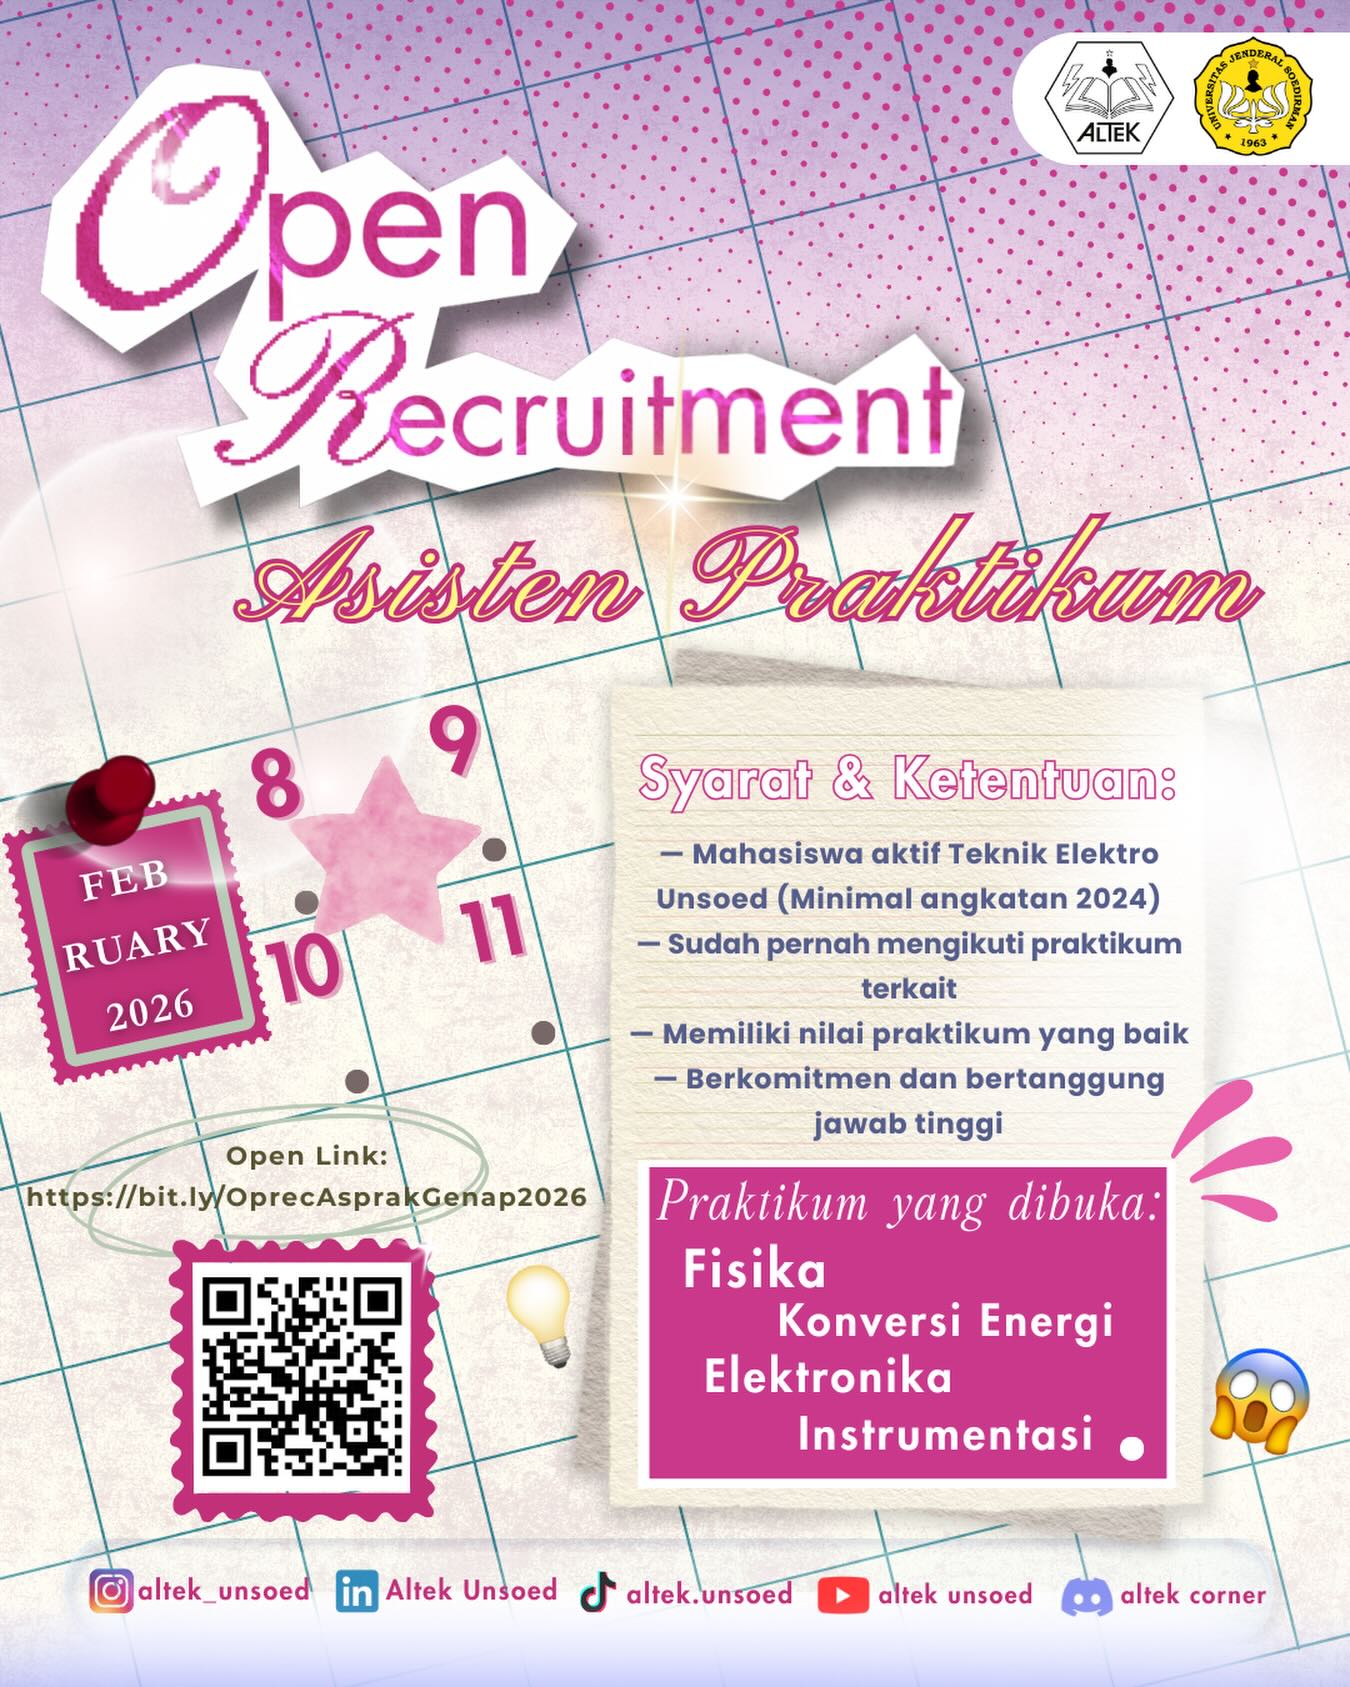 ALTEK
UNIVERSITAS JENDERAL SOEDIRMAN
1963
Open
Recruitment
Asisten Praktikum
8
9
10
11
FEB
RUARY
2026
Syarat & Ketentuan:
— Mahasiswa aktif Teknik Elektro
Unsoed (Minimal angkatan 2024)
— Sudah pernah mengikuti praktikum
terkait
— Memiliki nilai praktikum yang baik
— Berkomitmen dan bertanggung
jawab tinggi
Open Link:
https://bit.ly/OprecAsprakGenap2026
Praktikum yang dibuka:
Fisika
Konversi Energi
Elektronika
Instrumentasi
altek_unsoed
in Altek Unsoed
altek.unsoed
altek unsoed
altek corner